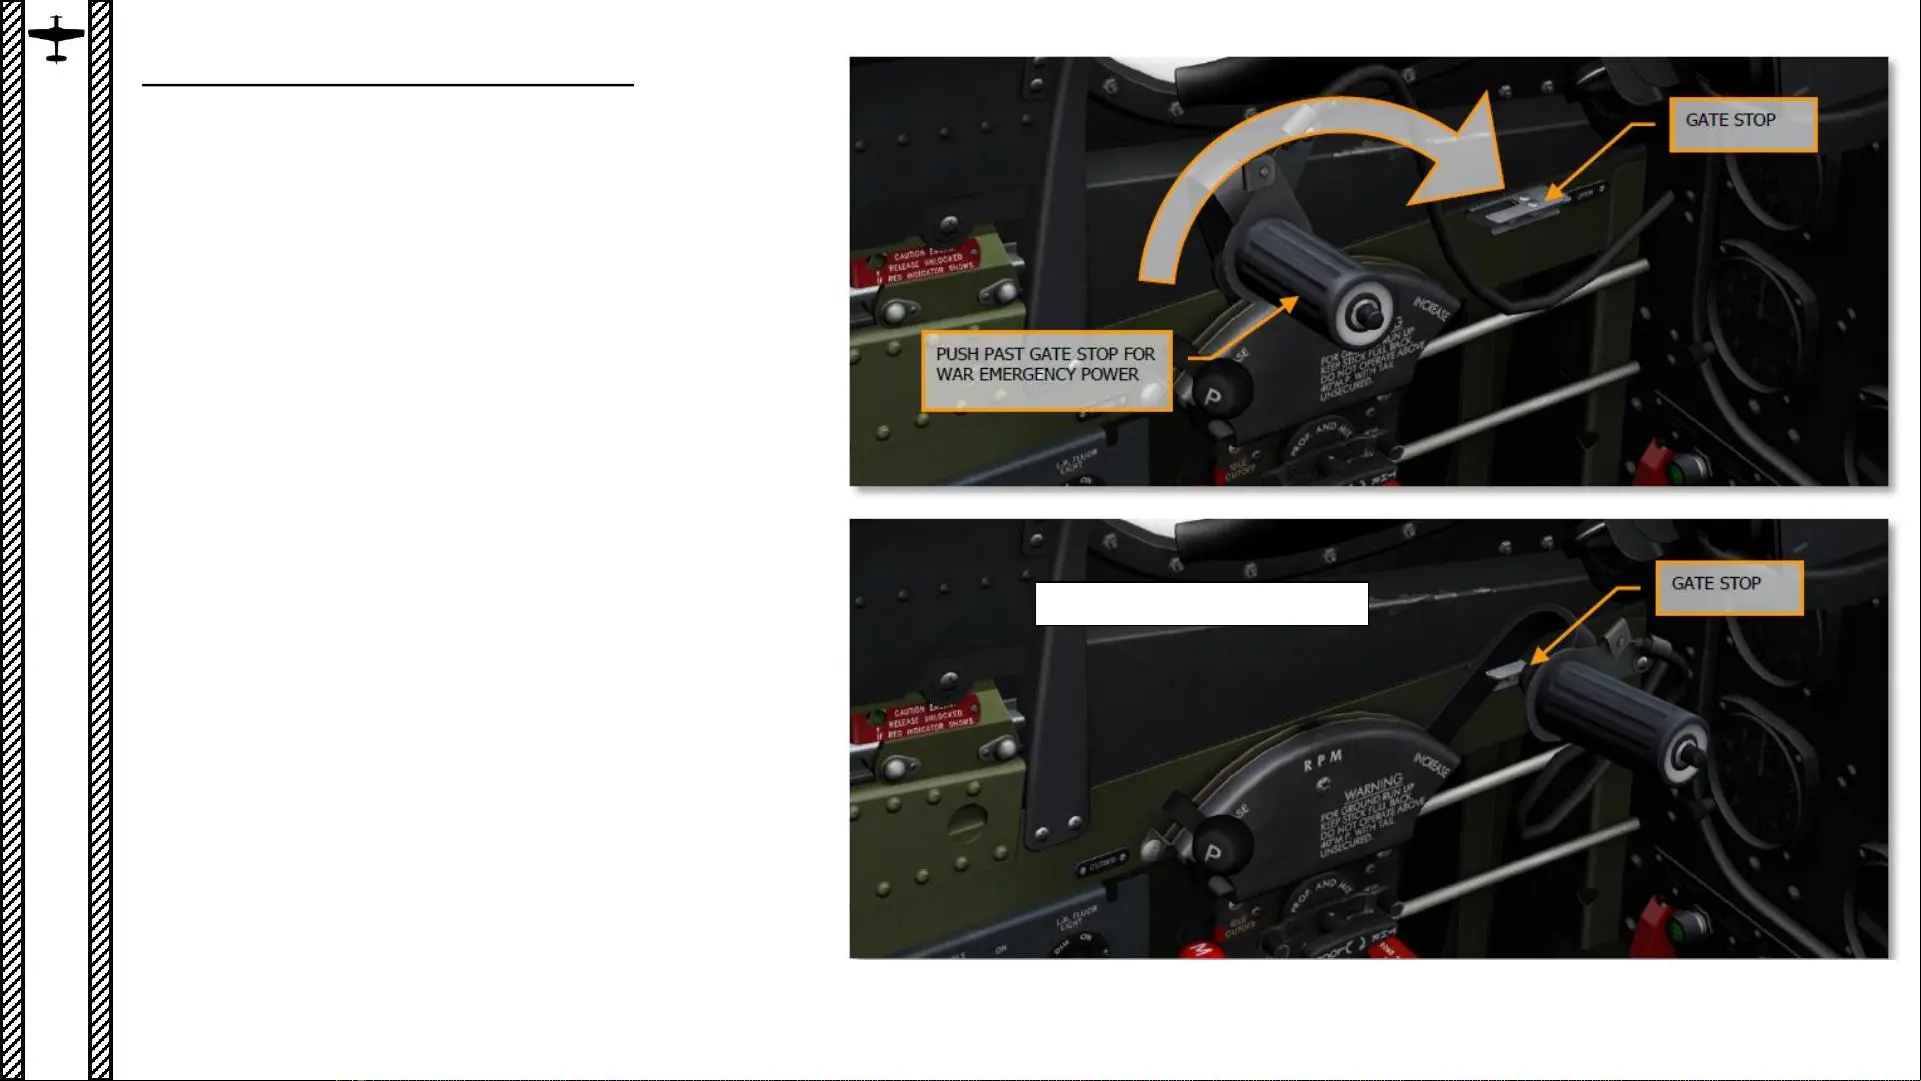 GATE STOP
CAUTION
RELEASE UNLOCKED
IF RED INDICATOR SHOWS
INCREASE
PUSH PAST GATE STOP FOR
WAR EMERGENCY POWER
FOR RUN UP
KEEP STICK FULL BACK
DO NOT OPERATE ABOVE
40" M.P. WITH TAIL
UNSECURED.
P
PROP. AND MIX
IDLE
CUTOFF
L.H. FLUOR
LIGHT
ON
GATE STOP
CAUTION
RELEASE UNLOCKED
IF RED INDICATOR SHOWS
RPM
INCREASE
WARNING
FOR GROUND RUN UP
KEEP STICK FULL BACK
DO NOT OPERATE ABOVE
40" M.P. WITH TAIL
UNSECURED.
P
CLOSED
PROP. AND MIX
IDLE
CUTOFF
L.H. FLUOR
LIGHT
ON
DIM ON
M